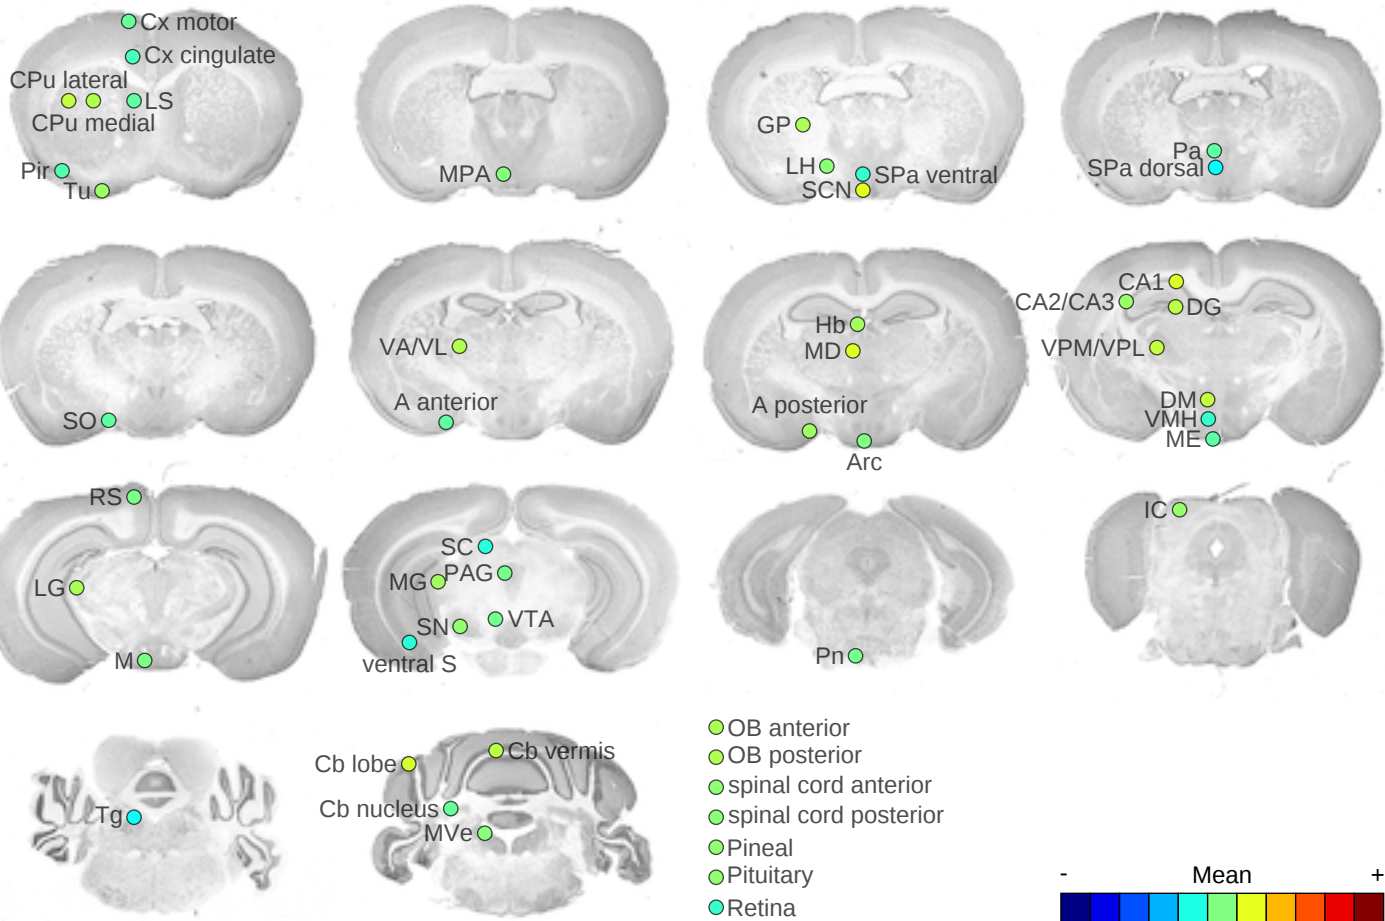 Cx motor
Cx cingulate
CPu lateral
LS
CPu medial
Pir
Tu
MPA
GP
LH
SPa ventral
SCN
Pa
SPa dorsal
SO
VA/VL
A anterior
Hb
MD
A posterior
Arc
CA1
CA2/CA3
DG
VPM/VPL
DM
VMH
ME
RS
LG
M
SC
MG
PAG
SN
VTA
ventral S
Pn
IC
Tg
Cb lobe
Cb vermis
Cb nucleus
MVe
OB anterior
OB posterior
spinal cord anterior
spinal cord posterior
Pineal
Pituitary
Retina
- Mean +